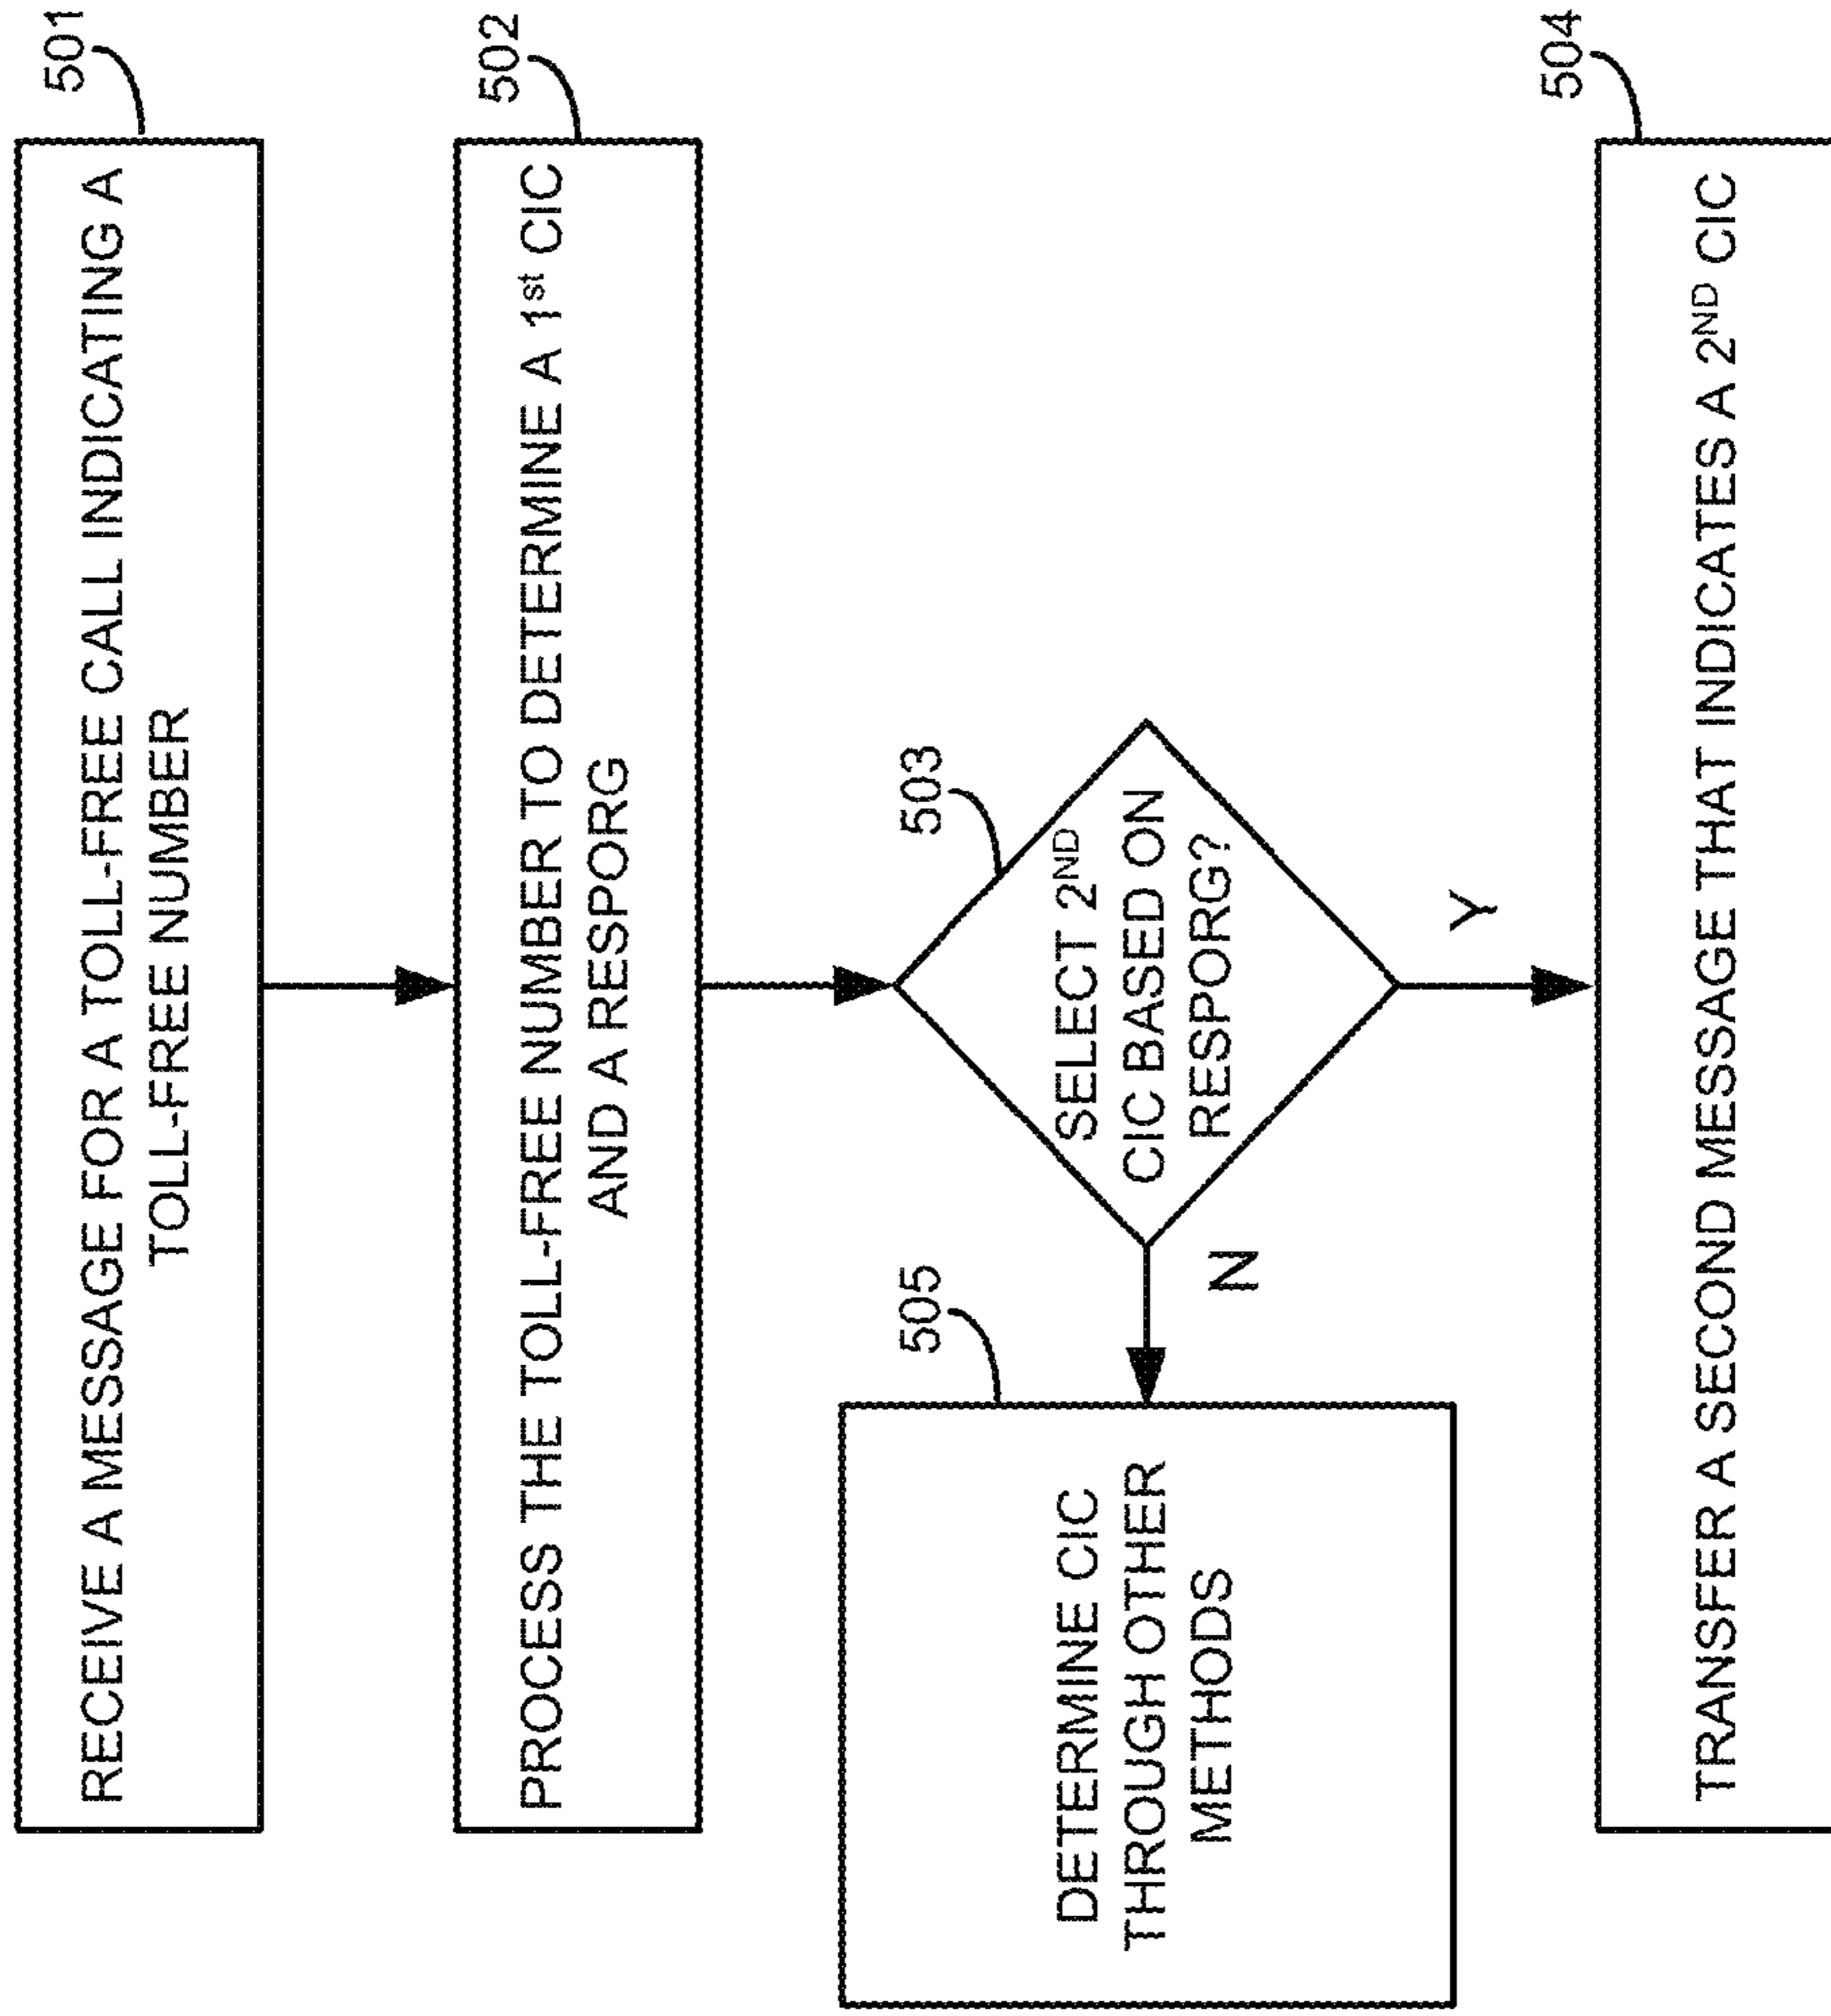 501
RECEIVE A MESSAGE FOR A TOLL-FREE CALL INDICATING A
TOLL-FREE NUMBER
502
PROCESS THE TOLL-FREE NUMBER TO DETERMINE A 1st CIC
AND A RESPORG
503
SELECT 2ND
CIC BASED ON
RESPORG?
N
Y
505
DETERMINE CIC
THROUGH OTHER
METHODS
504
TRANSFER A SECOND MESSAGE THAT INDICATES A 2ND CIC